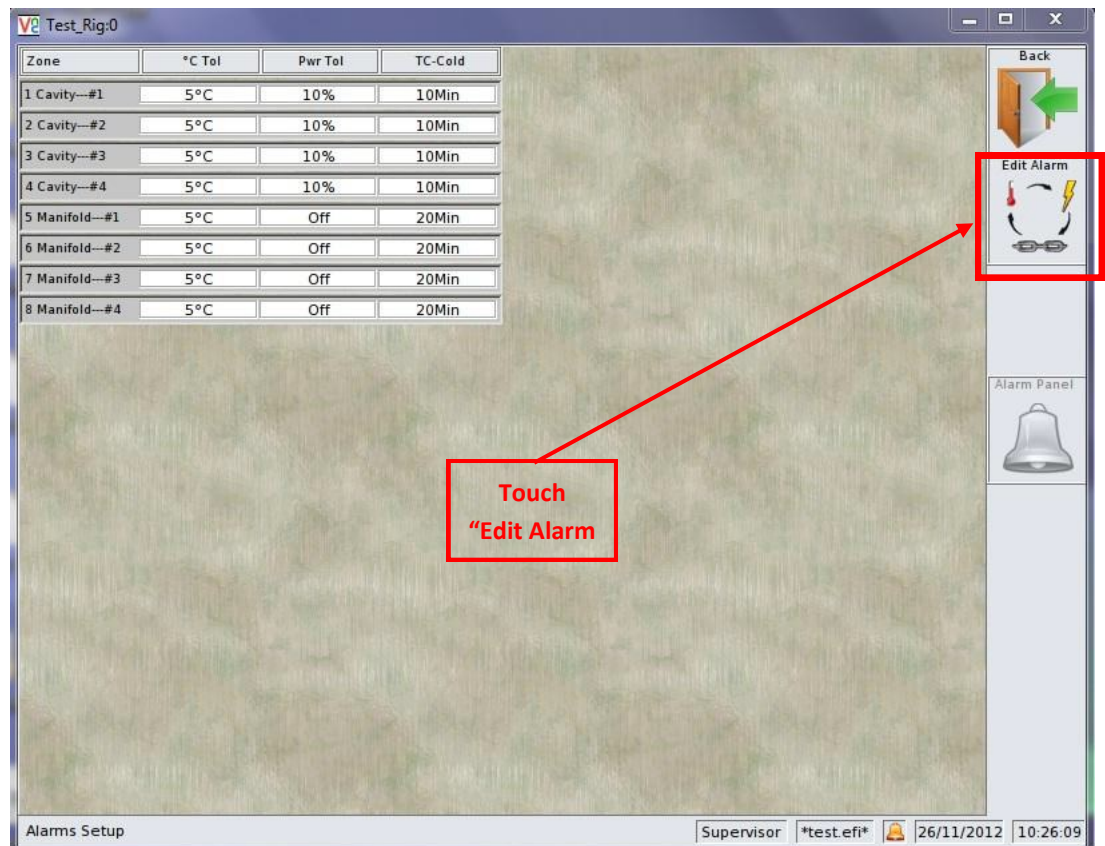 V2 Test_Rig:0
Zone °C Tol Pwr Tol TC-Cold
1 Cavity---#1 5°C 10% 10Min
2 Cavity---#2 5°C 10% 10Min
3 Cavity---#3 5°C 10% 10Min
4 Cavity---#4 5°C 10% 10Min
5 Manifold---#1 5°C Off 20Min
6 Manifold---#2 5°C Off 20Min
7 Manifold---#3 5°C Off 20Min
8 Manifold---#4 5°C Off 20Min
Back
Edit Alarm
Alarm Panel
Touch
“Edit Alarm
Alarms Setup Supervisor *test.efi* 26/11/2012 10:26:09